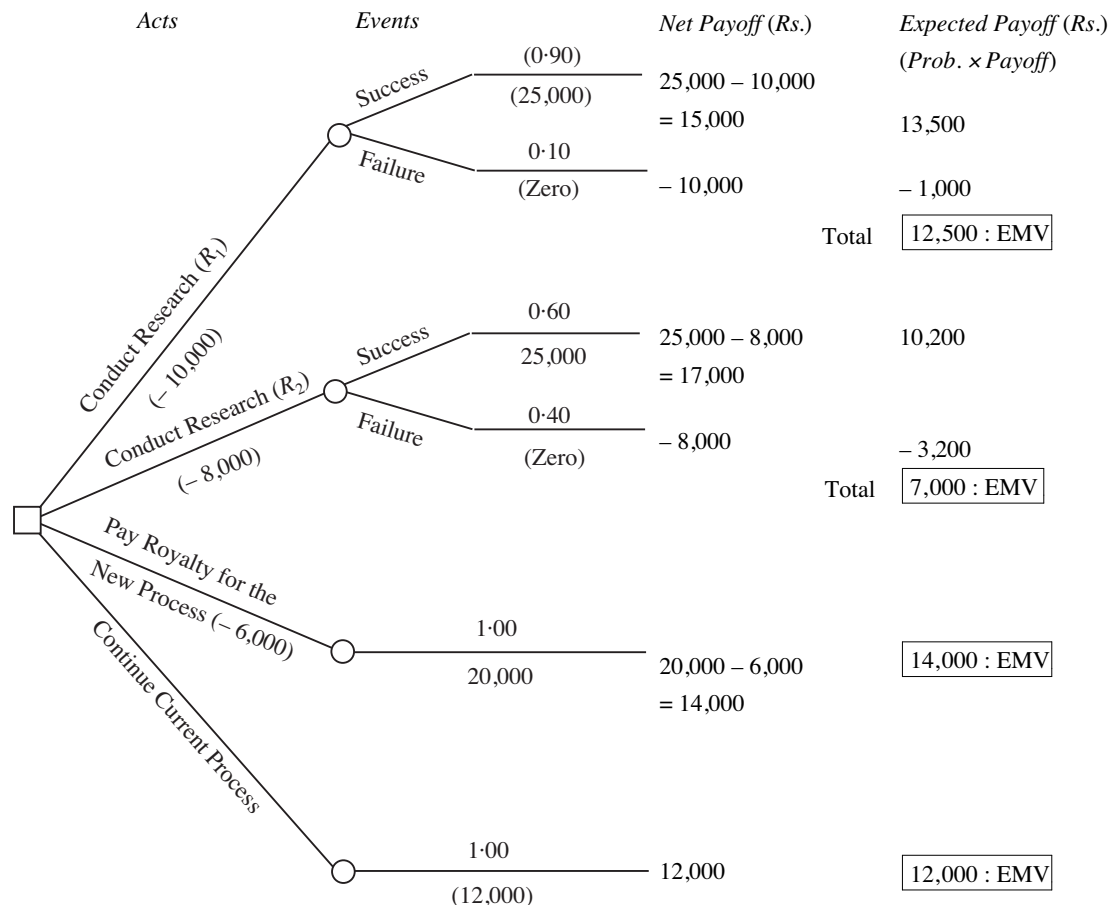 Acts Events Net Payoff (Rs.) Expected Payoff (Rs.)
(Prob. × Payoff)
Success
(0·90)
(25,000)
25,000 – 10,000
= 15,000
13,500
Failure
0·10
(Zero)
– 10,000
– 1,000
Total 12,500 : EMV
Conduct Research (R1)
(– 10,000)
Success
0·60
25,000
25,000 – 8,000
= 17,000
10,200
Conduct Research (R2)
(– 8,000)
Failure
0·40
(Zero)
– 8,000
– 3,200
Total 7,000 : EMV
Pay Royalty for the
New Process (– 6,000)
1·00
20,000
20,000 – 6,000
= 14,000
14,000 : EMV
Continue Current Process
1·00
(12,000)
12,000
12,000 : EMV